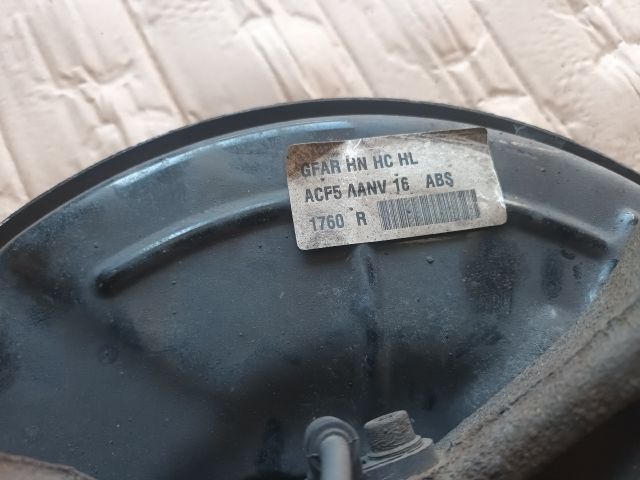 GFAR HN HC HL
ACF5 AANV 16 ABS
1760 R